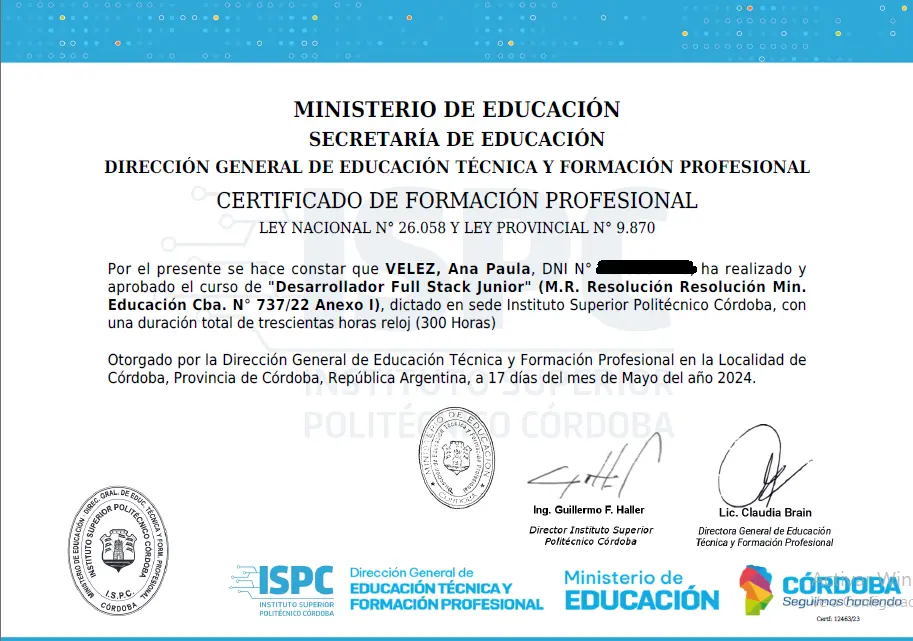 MINISTERIO DE EDUCACIÓN
SECRETARÍA DE EDUCACIÓN
DIRECCIÓN GENERAL DE EDUCACIÓN TÉCNICA Y FORMACIÓN PROFESIONAL
CERTIFICADO DE FORMACIÓN PROFESIONAL
LEY NACIONAL N° 26.058 Y LEY PROVINCIAL N° 9.870
ISPC
Por el presente se hace constar que VELEZ, Ana Paula, DNI N° , ha realizado y
aprobado el curso de "Desarrollador Full Stack Junior" (M.R. Resolución Resolución Min.
Educación Cba. N° 737/22 Anexo I), dictado en sede Instituto Superior Politécnico Córdoba, con
una duración total de trescientas horas reloj (300 Horas)
Otorgado por la Dirección General de Educación Técnica y Formación Profesional en la Localidad de
Córdoba, Provincia de Córdoba, República Argentina, a 17 días del mes de Mayo del año 2024.
INSTITUTO SUPERIOR
POLITÉCNICO CÓRDOBA
MINISTERIO DE EDUCACIÓN
CORDOBA
Ing. Guillermo F. Haller
Director Instituto Superior
Politécnico Córdoba
Lic. Claudia Brain
Directora General de Educación
Técnica y Formación Profesional
MINISTERIO DE EDUCACIÓN - DIREC. GRAL. DE EDUC. TÉCNICA Y FORM. PROFESIONAL
INSTITUTO SUPERIOR POLITÉCNICO CÓRDOBA
I.S.P.C.
CÓRDOBA
ISPC
INSTITUTO SUPERIOR
POLITÉCNICO CÓRDOBA
Dirección General de
EDUCACIÓN TÉCNICA Y
FORMACIÓN PROFESIONAL
Ministerio de
EDUCACIÓN
CÓRDOBA
Seguimos haciendo
Activar Win
Cert: 12463/23